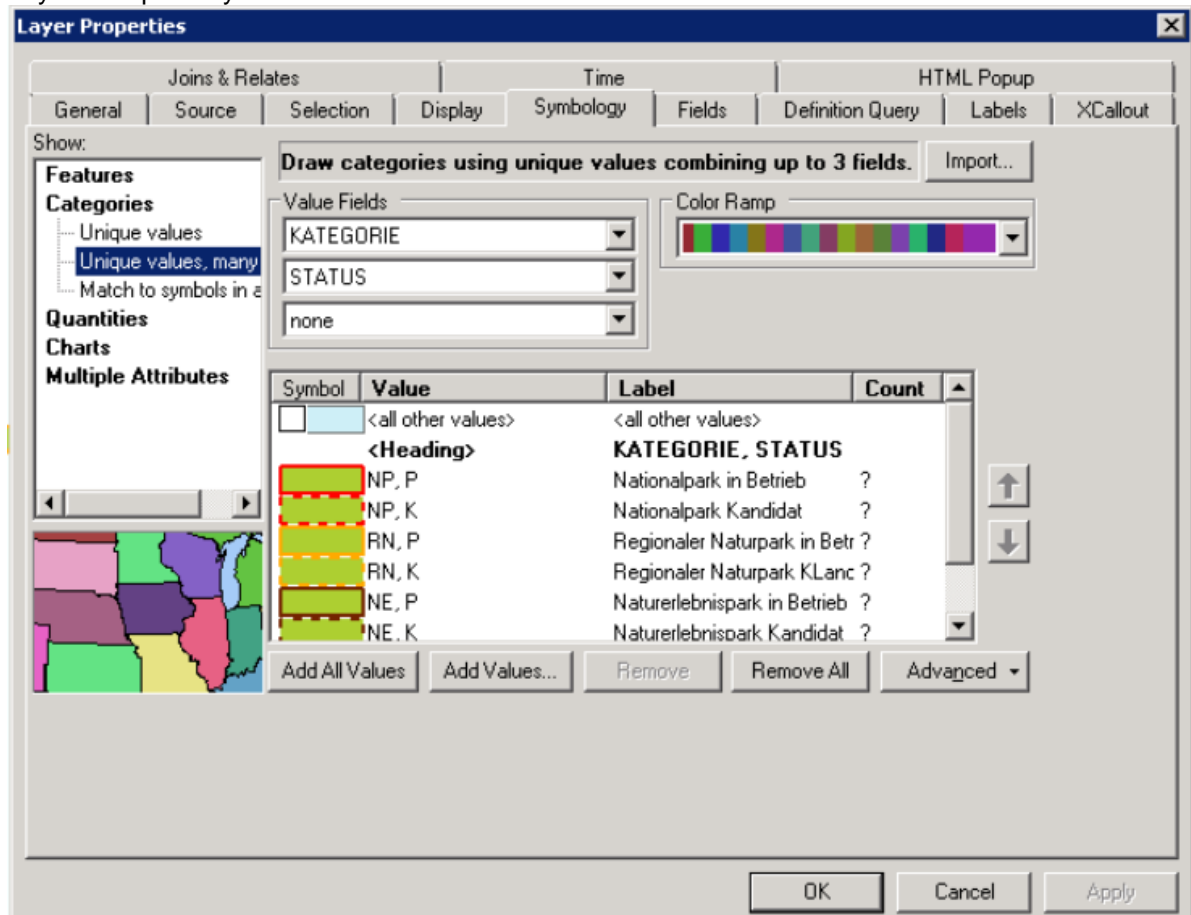 Layer Properties
Joins & Relates Time HTML Popup
General Source Selection Display Symbology Fields Definition Query Labels XCallout
Show:
Features
Categories
Unique values
Unique values, many
Match to symbols in a
Quantities
Charts
Multiple Attributes
Draw categories using unique values combining up to 3 fields.
Import...
Value Fields
KATEGORIE
STATUS
none
Color Ramp
Symbol Value Label Count
<all other values> <all other values>
<Heading> KATEGORIE, STATUS
NP, P Nationalpark in Betrieb ?
NP, K Nationalpark Kandidat ?
RN, P Regionaler Naturpark in Betr ?
RN, K Regionaler Naturpark KLanc ?
NE, P Naturerlebnispark in Betrieb ?
NE, K Naturerlebnispark Kandidat ?
Add All Values Add Values... Remove Remove All Advanced
OK Cancel Apply